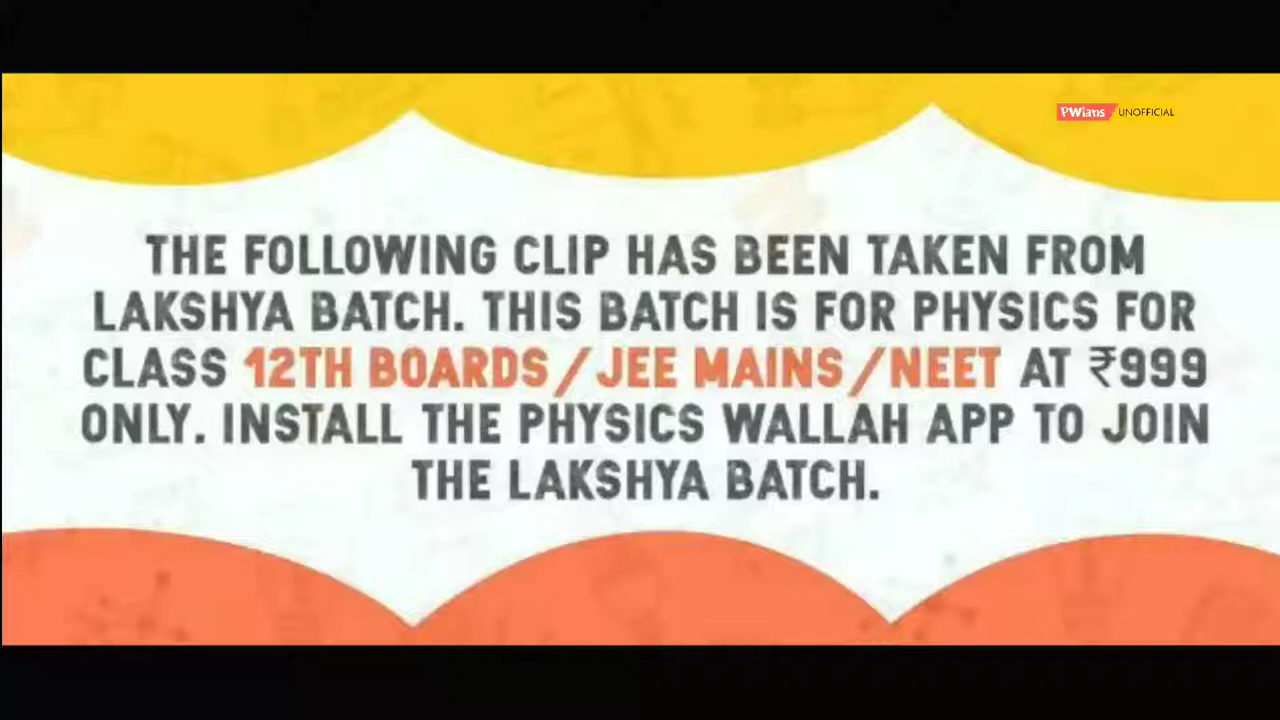 PWians UNOFFICIAL
THE FOLLOWING CLIP HAS BEEN TAKEN FROM
LAKSHYA BATCH. THIS BATCH IS FOR PHYSICS FOR
CLASS 12TH BOARDS/JEE MAINS/NEET AT ₹999
ONLY. INSTALL THE PHYSICS WALLAH APP TO JOIN
THE LAKSHYA BATCH.